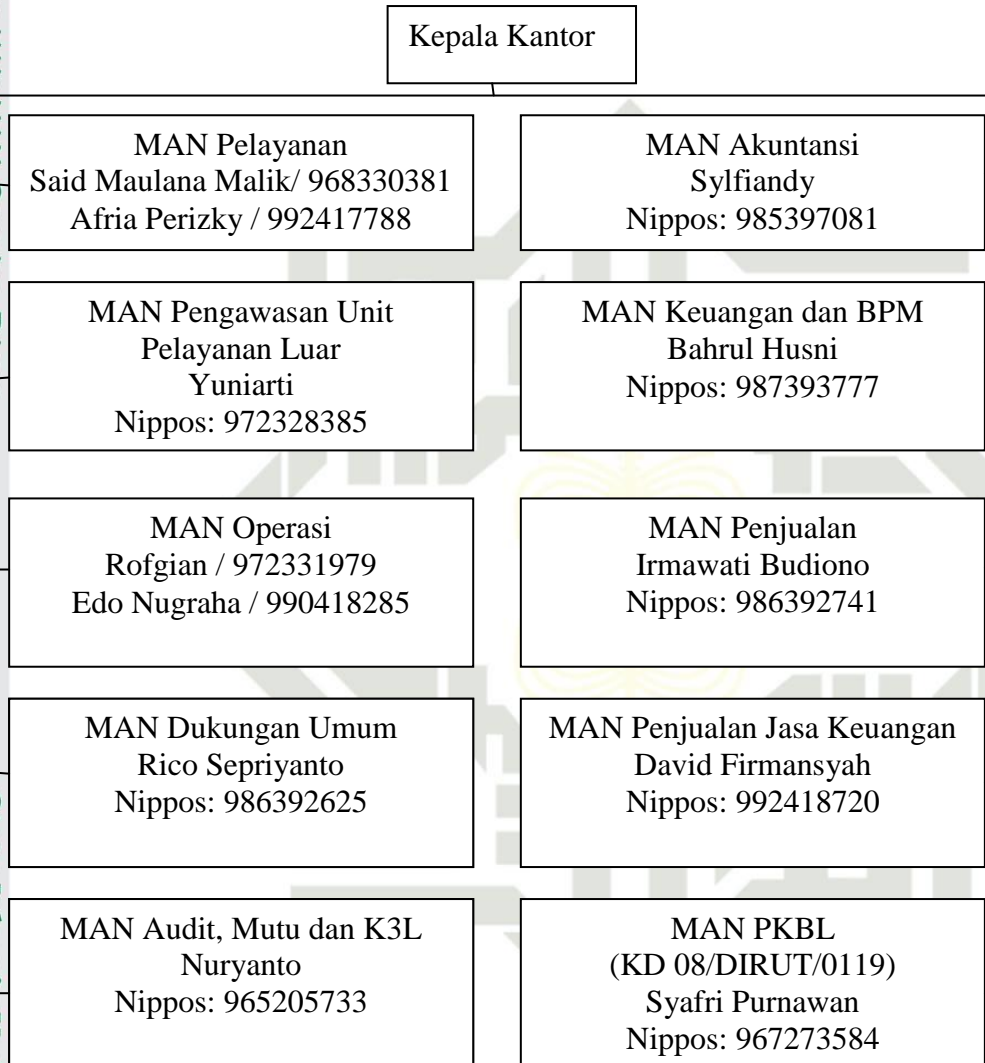 Kepala Kantor
MAN Pelayanan
Said Maulana Malik/ 968330381
Afria Perizky / 992417788
MAN Akuntansi
Sylfiandy
Nippos: 985397081
MAN Pengawasan Unit
Pelayanan Luar
Yuniarti
Nippos: 972328385
MAN Keuangan dan BPM
Bahrul Husni
Nippos: 987393777
MAN Operasi
Rofgian / 972331979
Edo Nugraha / 990418285
MAN Penjualan
Irmawati Budiono
Nippos: 986392741
MAN Dukungan Umum
Rico Sepriyanto
Nippos: 986392625
MAN Penjualan Jasa Keuangan
David Firmansyah
Nippos: 992418720
MAN Audit, Mutu dan K3L
Nuryanto
Nippos: 965205733
MAN PKBL
(KD 08/DIRUT/0119)
Syafri Purnawan
Nippos: 967273584